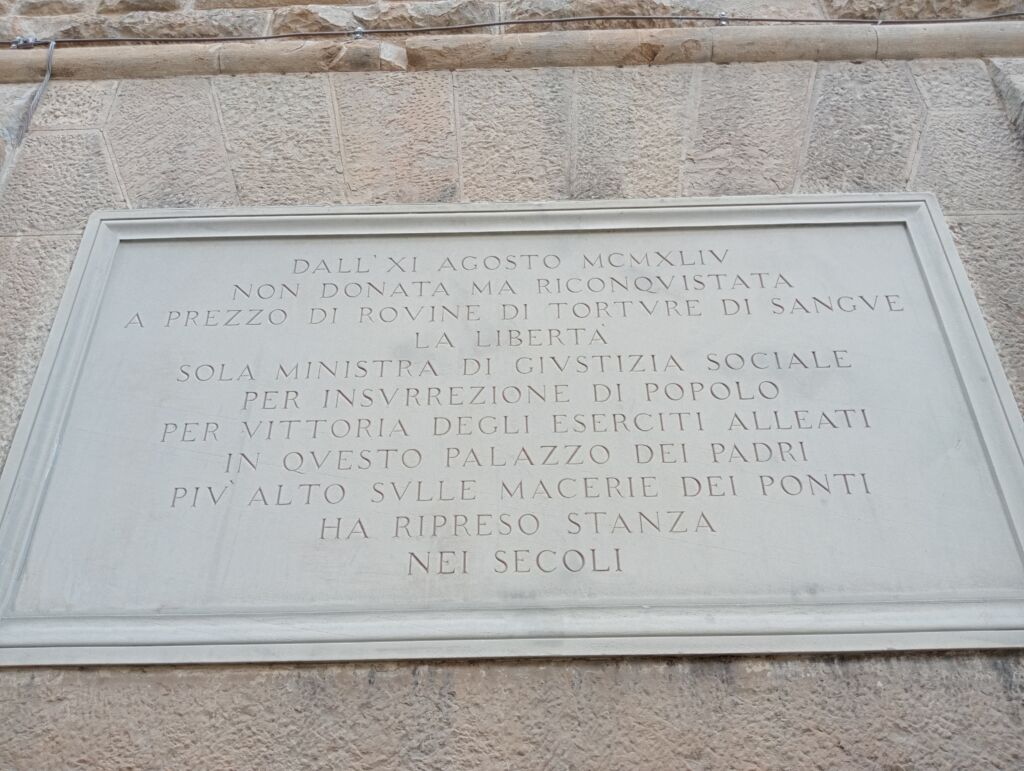 DALL'XI AGOSTO MCMXLIV
NON DONATA MA RICONQVISTATA
A PREZZO DI ROVINE DI TORTVRE DI SANGVE
LA LIBERTÀ
SOLA MINISTRA DI GIVSTIZIA SOCIALE
PER INSVRREZIONE DI POPOLO
PER VITTORIA DEGLI ESERCITI ALLEATI
IN QVESTO PALAZZO DEI PADRI
PIV' ALTO SVLLE MACERIE DEI PONTI
HA RIPRESO STANZA
NEI SECOLI